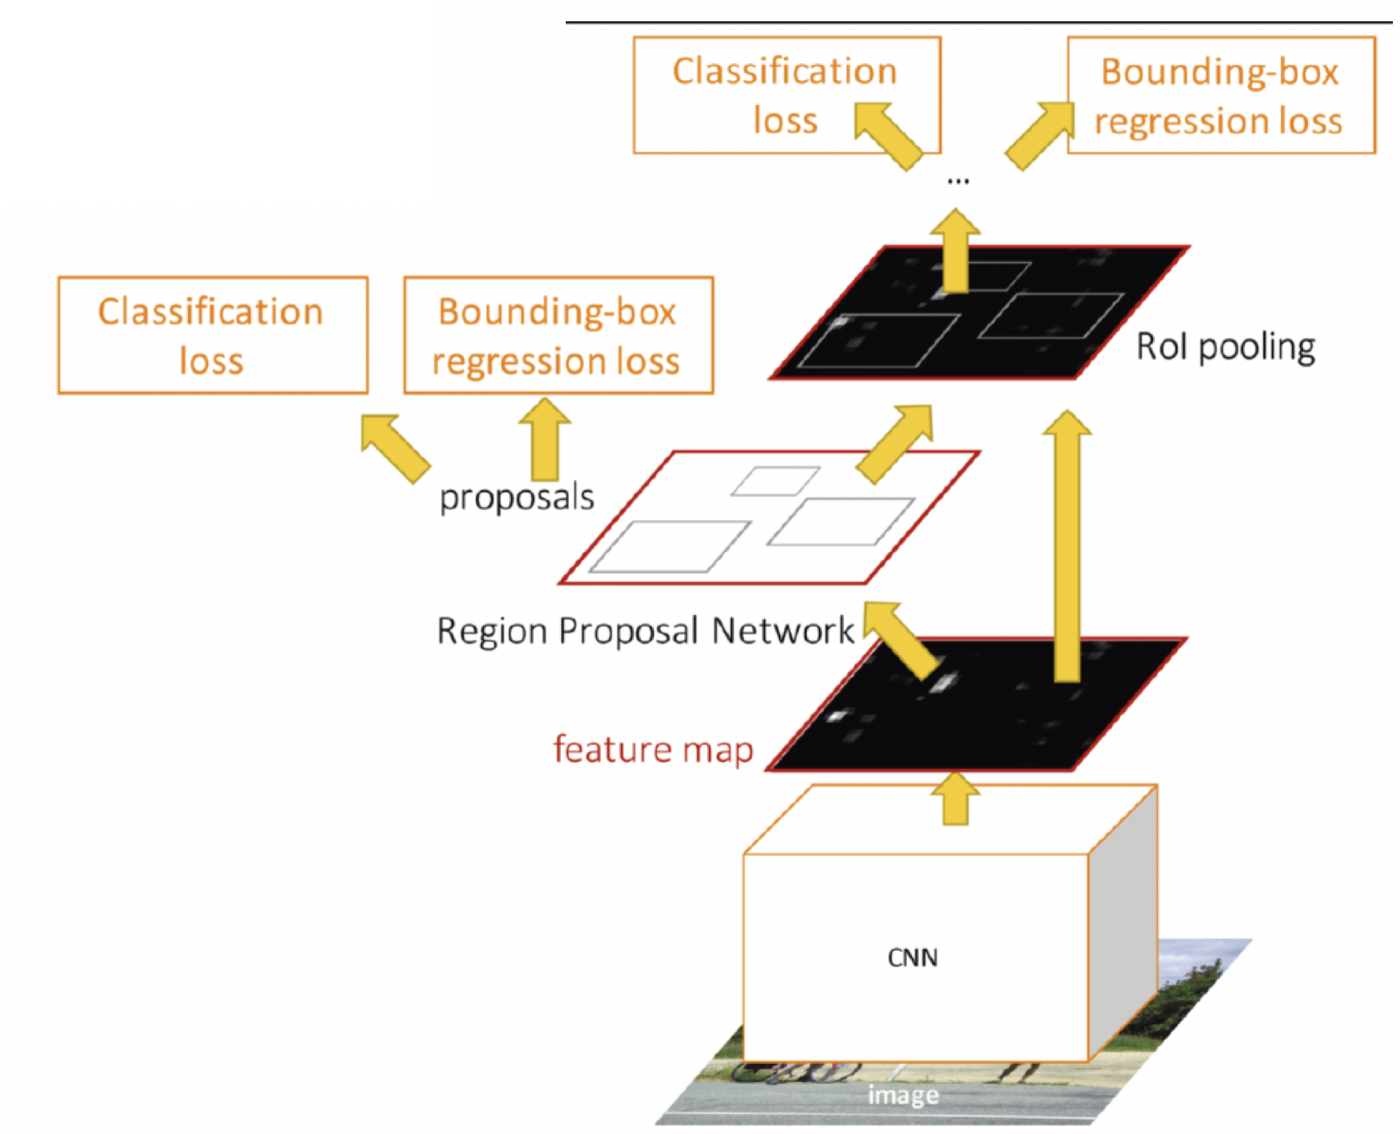 Classification
loss
Bounding-box
regression loss
...
Classification
loss
Bounding-box
regression loss
RoI pooling
proposals
Region Proposal Network
feature map
CNN
image